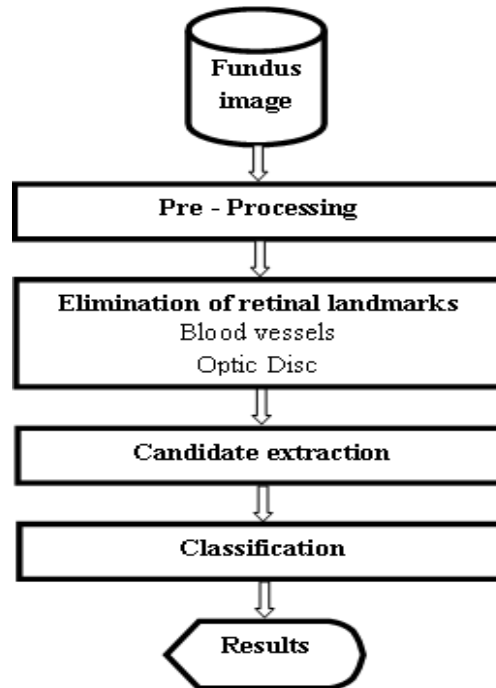 Fundus
image
Pre - Processing
Elimination of retinal landmarks
Blood vessels
Optic Disc
Candidate extraction
Classification
Results